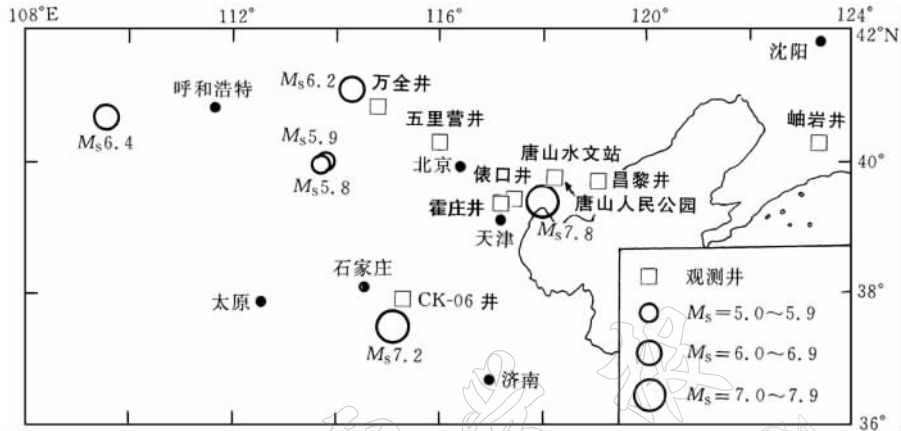 108°E
112°
116°
120°
124°
42°N
沈阳
呼和浩特
Ms6.2
万全井
Ms6.4
五里营井
岫岩井
Ms5.9
Ms5.8
北京
唐山水文站
俵口井
昌黎井
40°
唐山人民公园
霍庄井
天津
Ms7.8
石家庄
观测井
太原
CK-06 井
38°
Ms=5.0～5.9
Ms7.2
Ms=6.0～6.9
济南
Ms=7.0～7.9
36°